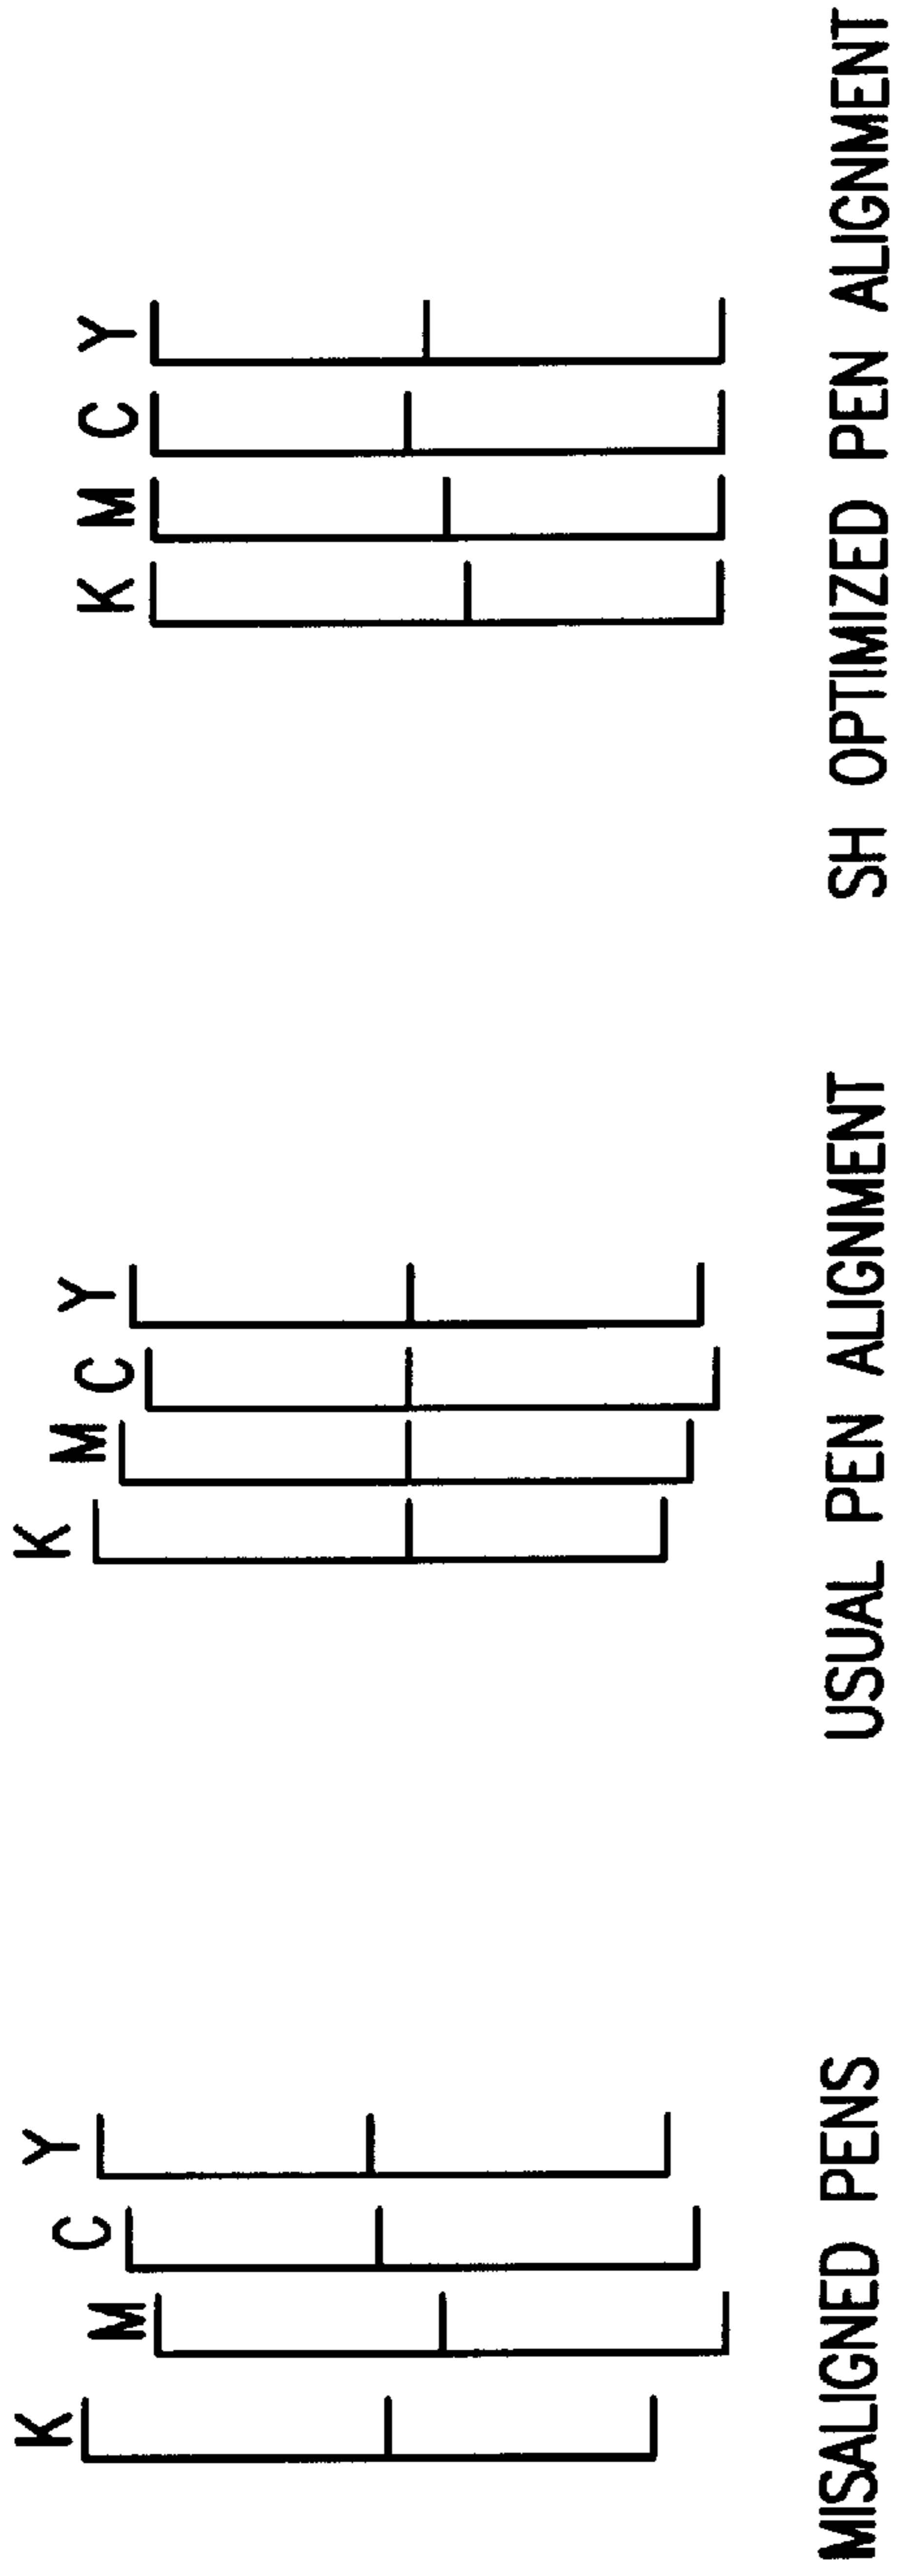 K M C Y
MISALIGNED PENS
K M C Y
USUAL PEN ALIGNMENT
K M C Y
SH OPTIMIZED PEN ALIGNMENT